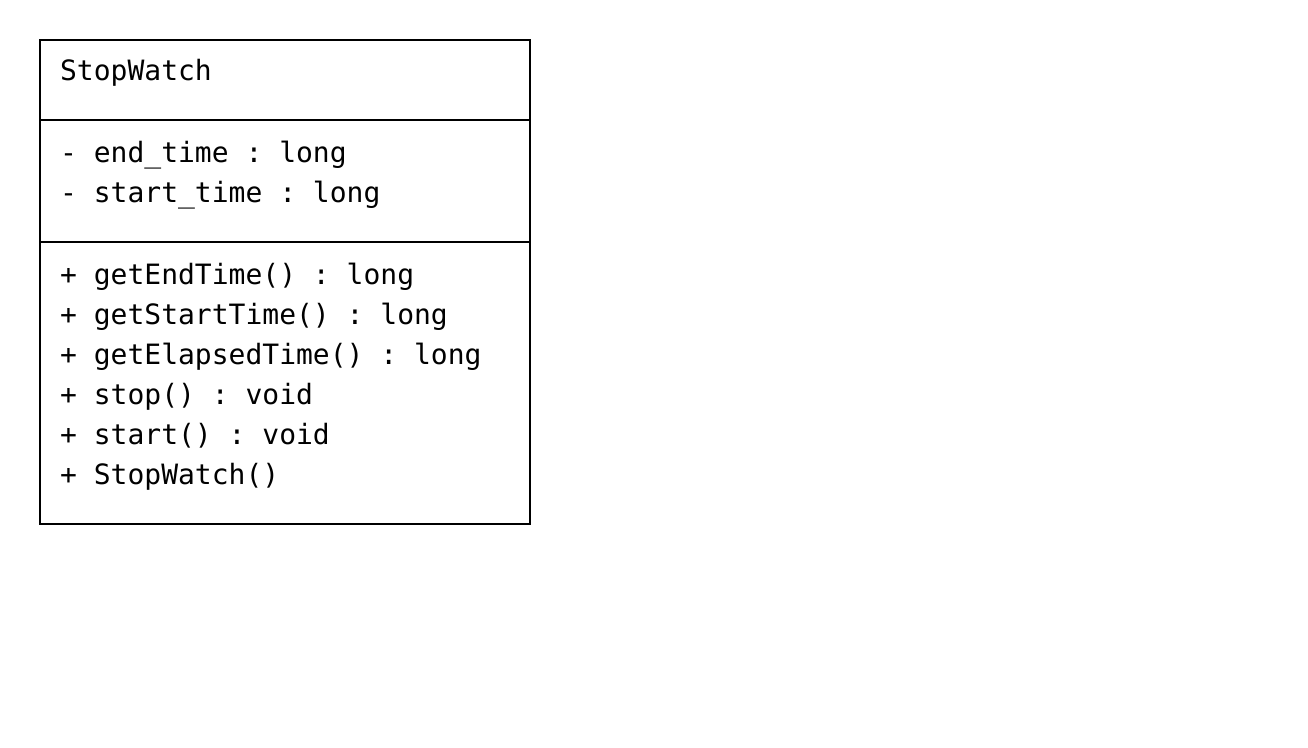 StopWatch
- end_time : long
- start_time : long
+ getEndTime() : long
+ getStartTime() : long
+ getElapsedTime() : long
+ stop() : void
+ start() : void
+ StopWatch()